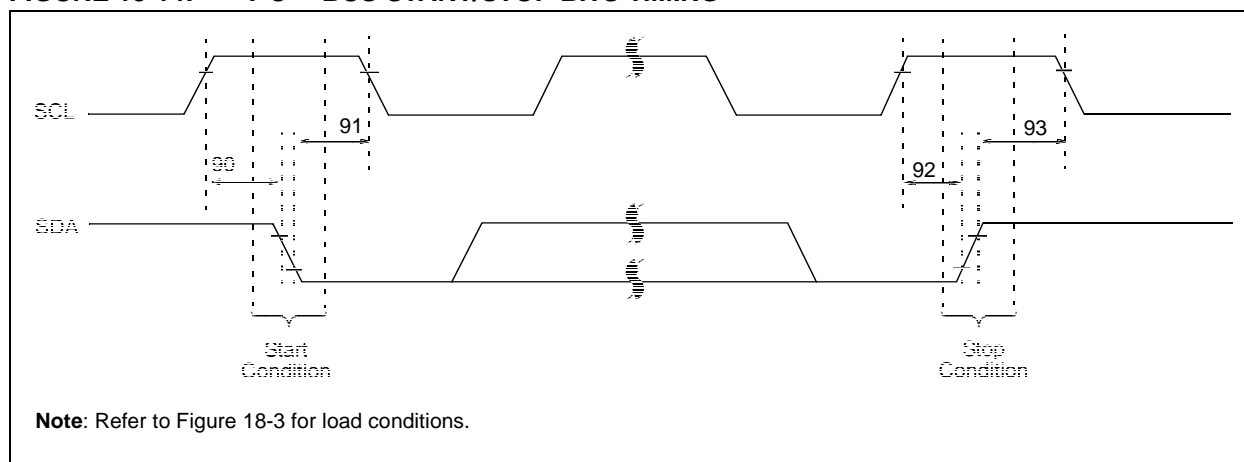 SCL
91
93
90
92
SDA
Start
Condition
Stop
Condition
Note: Refer to Figure 18-3 for load conditions.